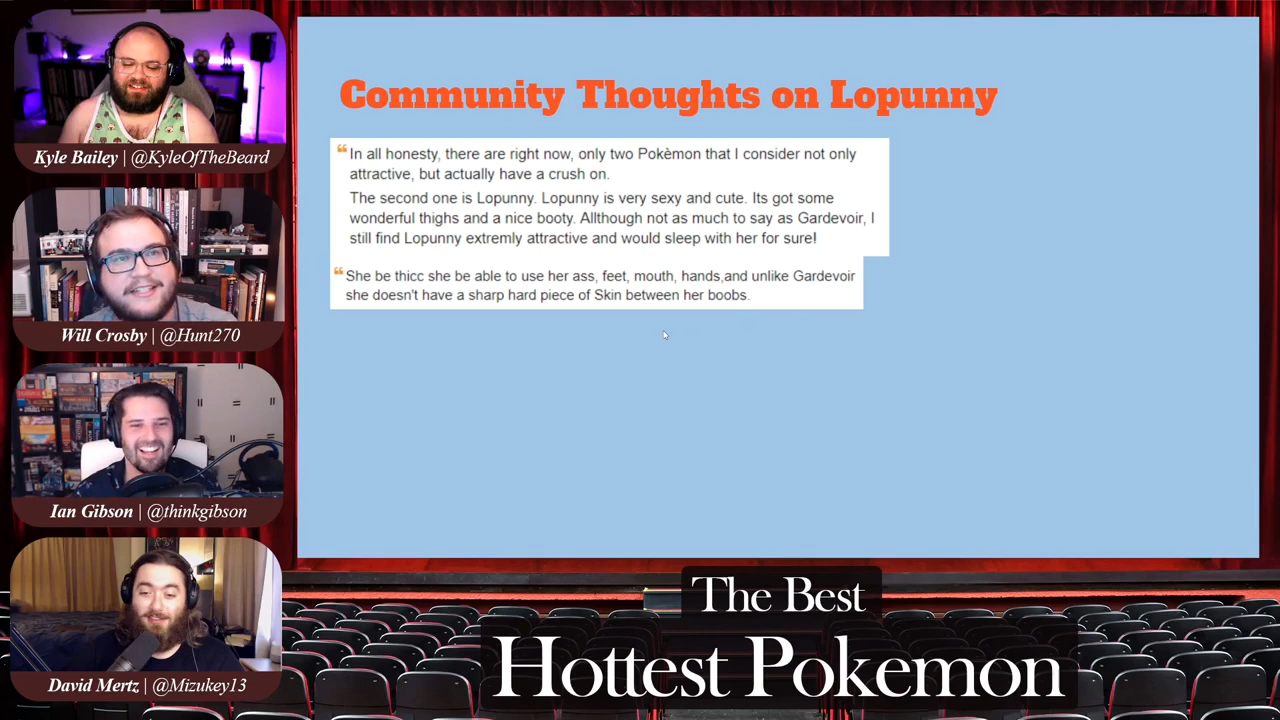 Kyle Bailey | @KyleOfTheBeard
Will Crosby | @Hunt270
Ian Gibson | @thinkgibson
David Mertz | @Mizukey13
Community Thoughts on Lopunny
“In all honesty, there are right now, only two Pokèmon that I consider not only
attractive, but actually have a crush on.
The second one is Lopunny. Lopunny is very sexy and cute. Its got some
wonderful thighs and a nice booty. Allthough not as much to say as Gardevoir, I
still find Lopunny extremly attractive and would sleep with her for sure!
“She be thicc she be able to use her ass, feet, mouth, hands,and unlike Gardevoir
she doesn't have a sharp hard piece of Skin between her boobs.
The Best
Hottest Pokemon